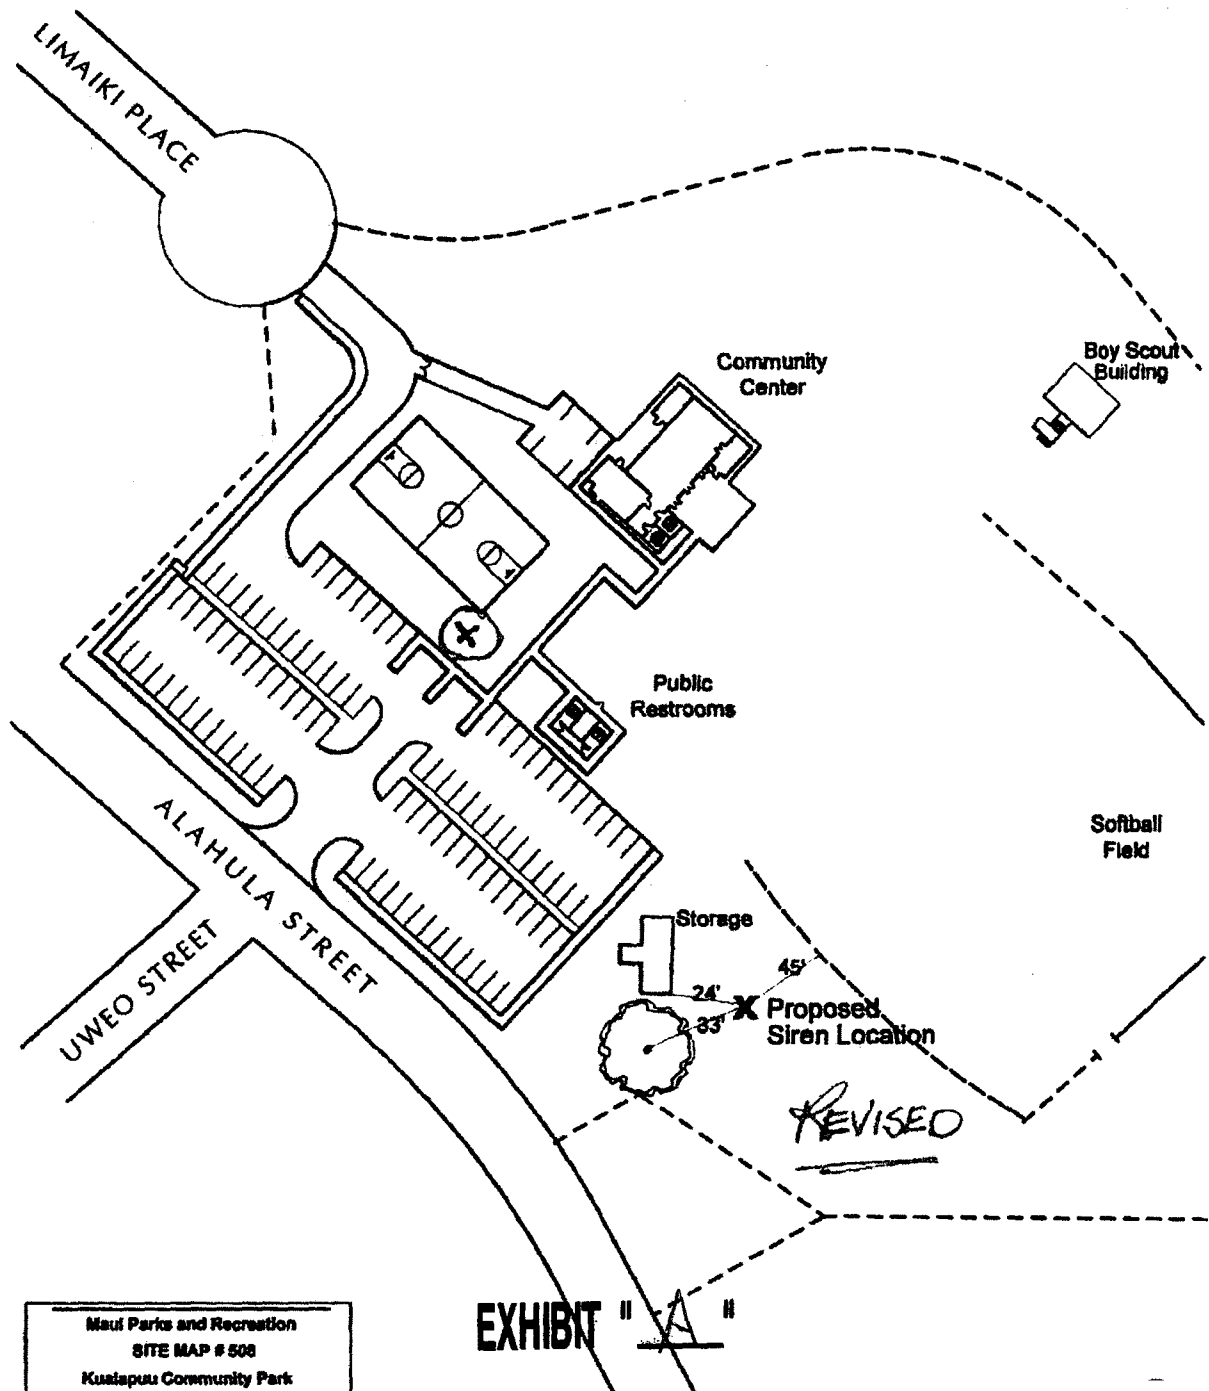 LIMAIKI PLACE
Community
Center
Boy Scout
Building
Public
Restrooms
Softball
Field
ALAHULA STREET
UWEO STREET
Storage
45'
24'
33'
X Proposed
Siren Location
REVISED
EXHIBIT "A"
Maui Parks and Recreation
SITE MAP # 508
Kualapuu Community Park